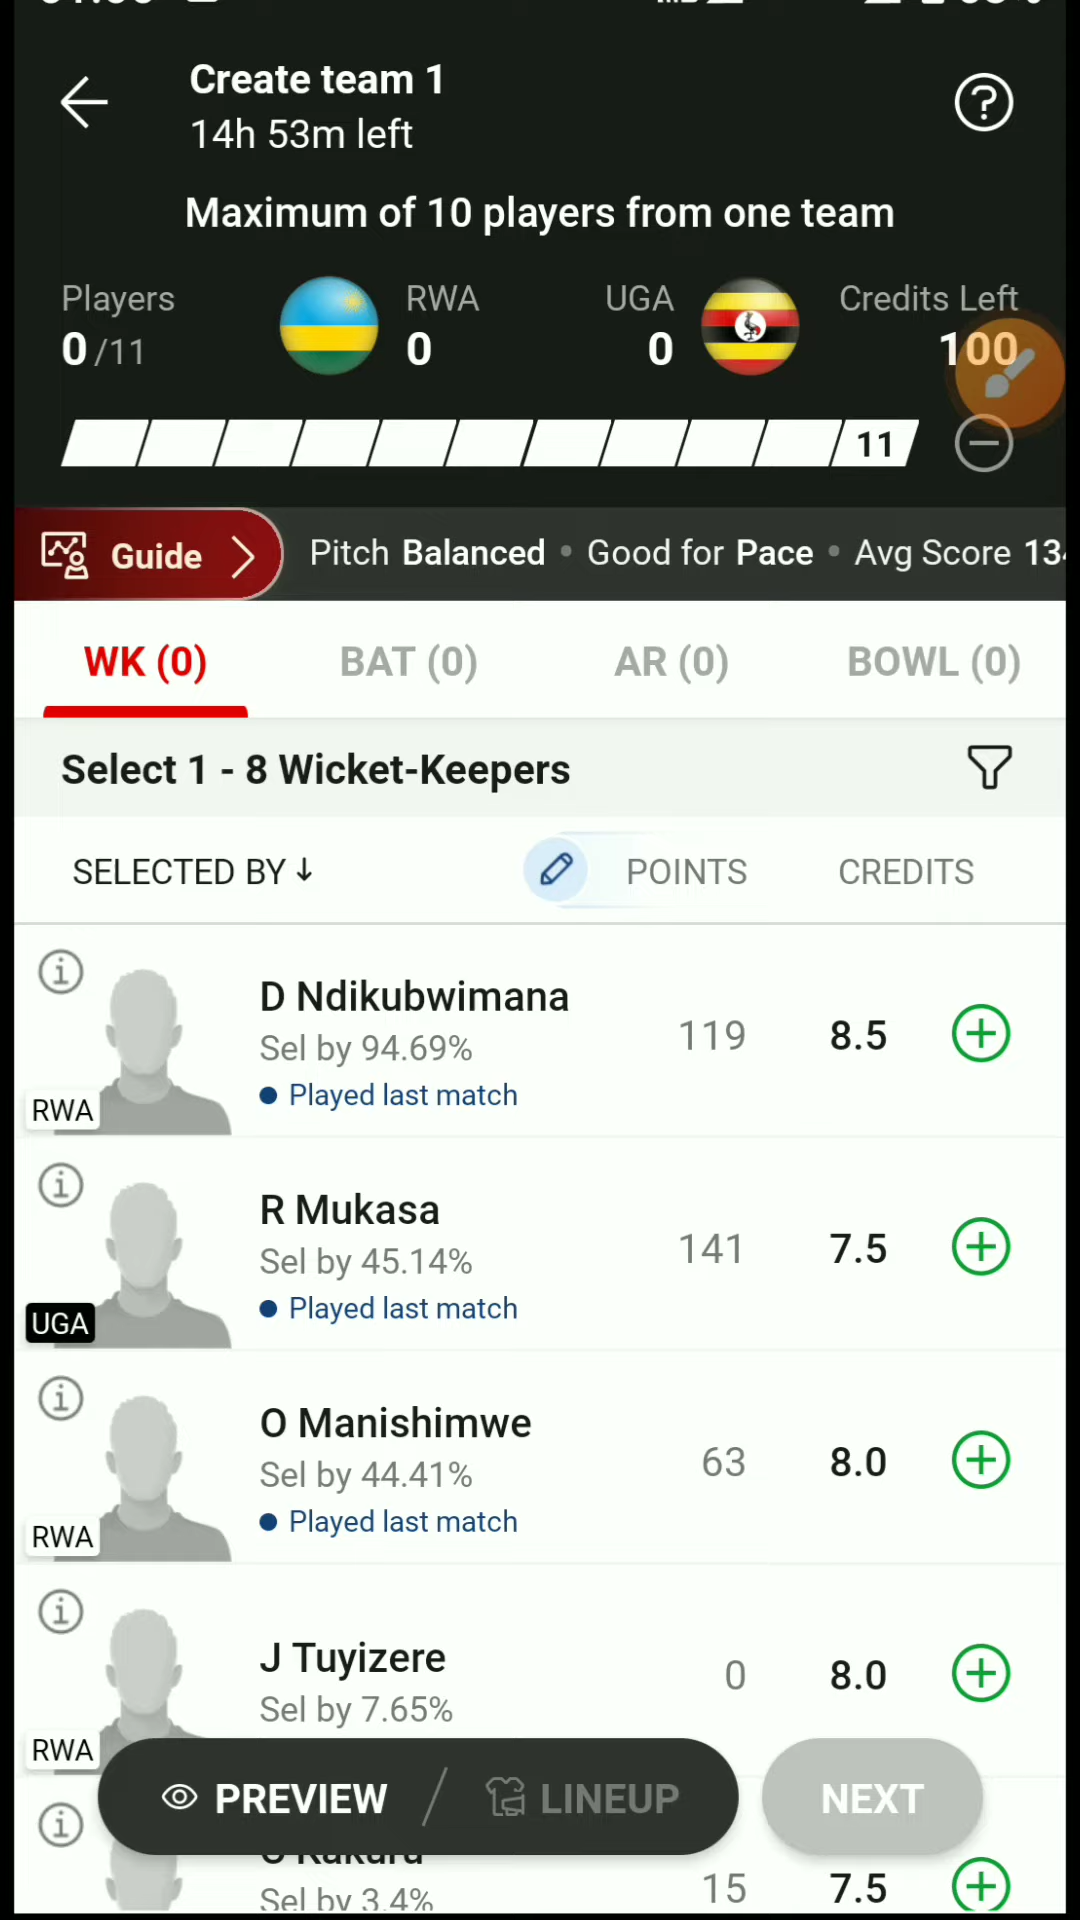 Create team 1
14h 53m left
Maximum of 10 players from one team
Players RWA UGA Credits Left
0/11 0 0 100
11
Guide Pitch Balanced • Good for Pace • Avg Score
WK (0) BAT (0) AR (0) BOWL (0)
Select 1 - 8 Wicket-Keepers
SELECTED BY ↓ POINTS CREDITS
D Ndikubwimana
Sel by 94.69% 119 8.5
• Played last match
RWA
R Mukasa
Sel by 45.14% 141 7.5
• Played last match
UGA
O Manishimwe
Sel by 44.41% 63 8.0
• Played last match
RWA
J Tuyizere
Sel by 7.65% 0 8.0
RWA
PREVIEW / LINEUP NEXT
Sel by 3.4% 15 7.5